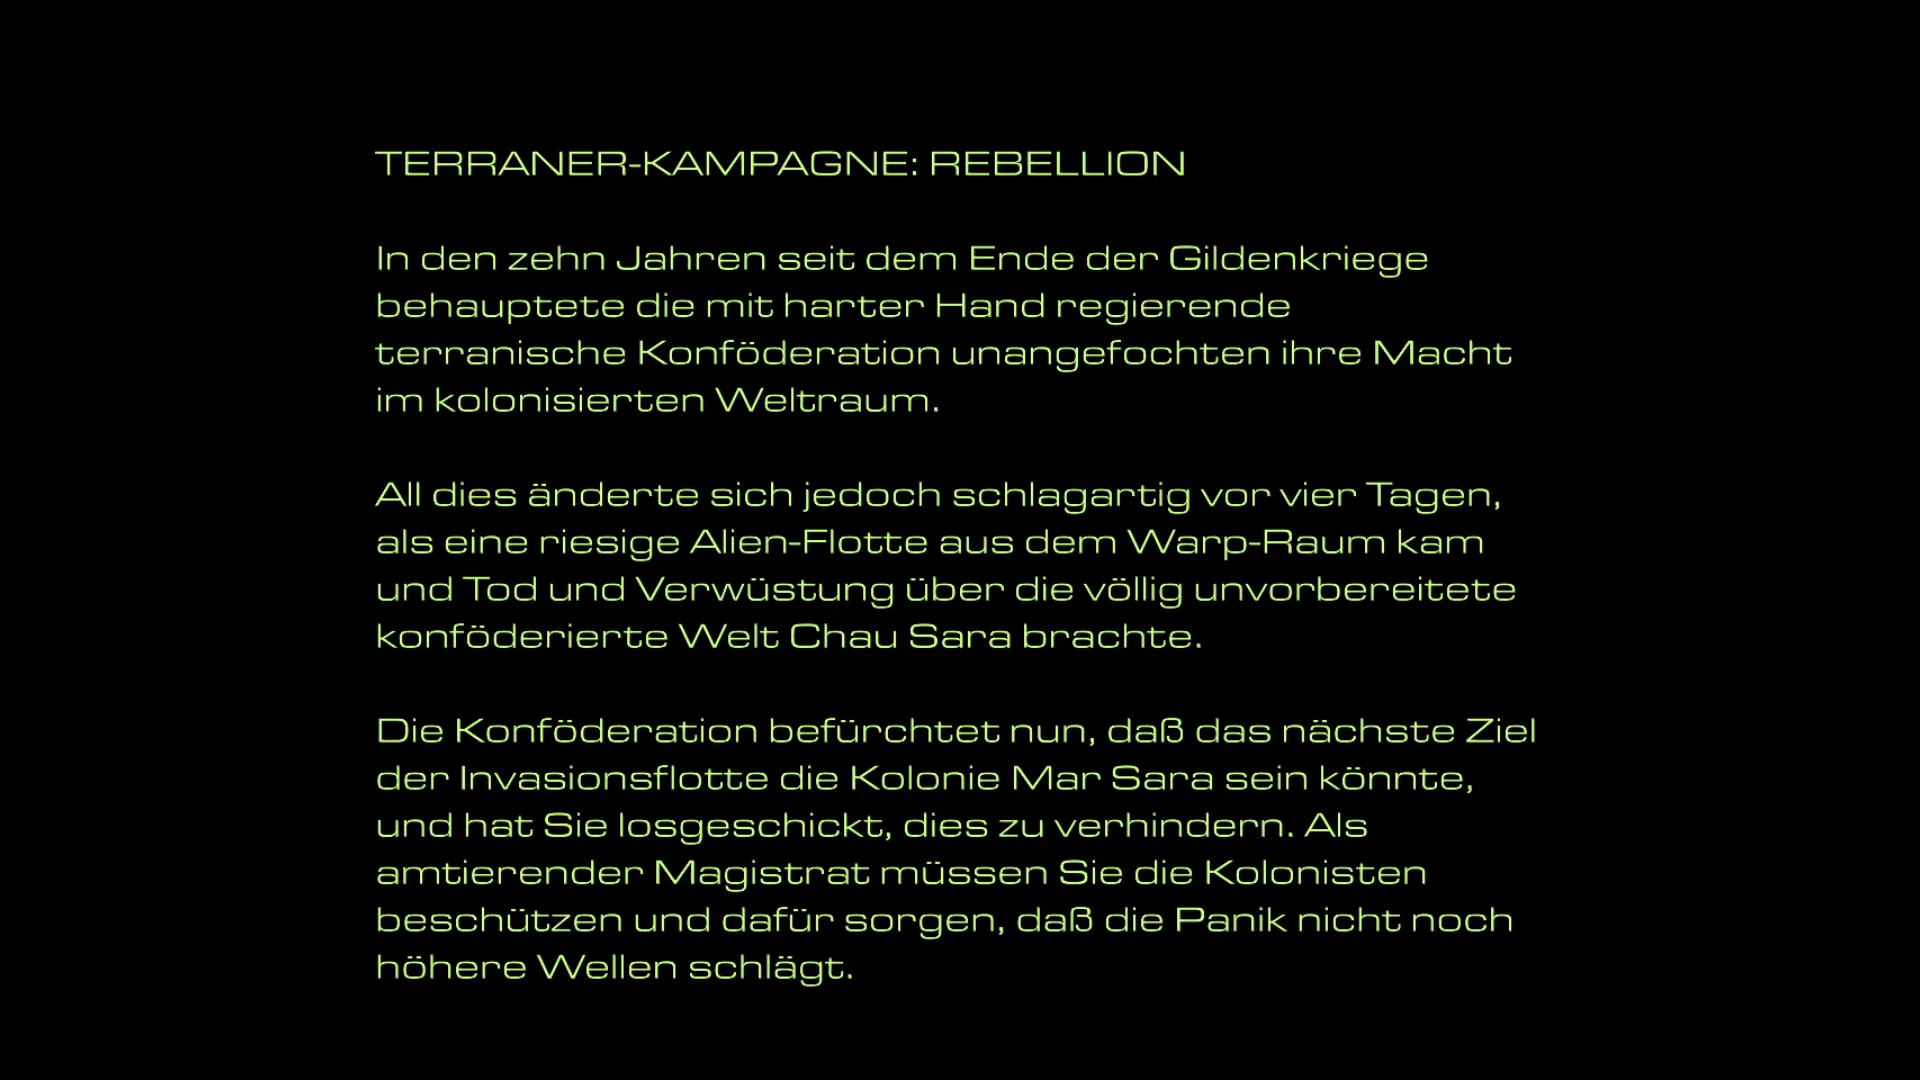 TERRANER-KAMPAGNE: REBELLION
In den zehn Jahren seit dem Ende der Gildenkriege
behauptete die mit harter Hand regierende
terranische Konföderation unangefochten ihre Macht
im kolonisierten Weltraum.
All dies änderte sich jedoch schlagartig vor vier Tagen,
als eine riesige Alien-Flotte aus dem Warp-Raum kam
und Tod und Verwüstung über die völlig unvorbereitete
konföderierte Welt Chau Sara brachte.
Die Konföderation befürchtet nun, daß das nächste Ziel
der Invasionsflotte die Kolonie Mar Sara sein könnte,
und hat Sie losgeschickt, dies zu verhindern. Als
amtierender Magistrat müssen Sie die Kolonisten
beschützen und dafür sorgen, daß die Panik nicht noch
höhere Wellen schlägt.